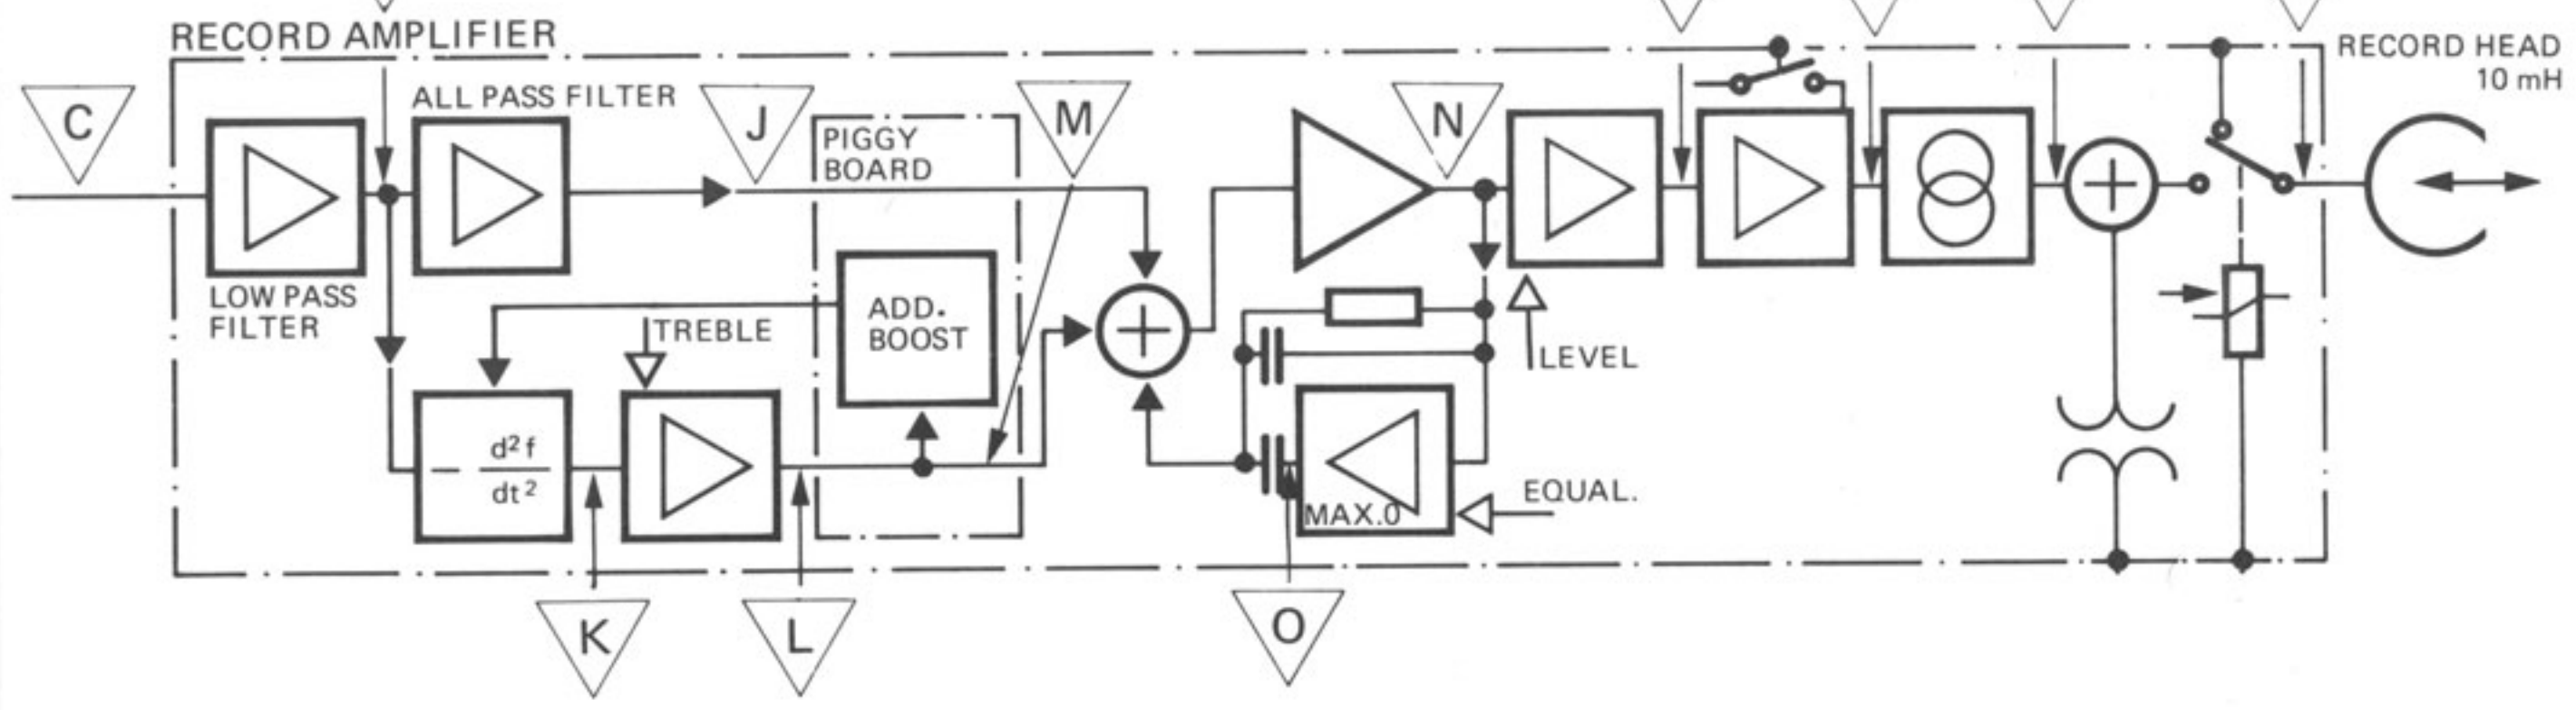 RECORD AMPLIFIER
RECORD HEAD
10 mH
C
ALL PASS FILTER
J
M
N
PIGGY
BOARD
LOW PASS
FILTER
TREBLE
ADD.
BOOST
LEVEL
− d²f
dt²
MAX.0
EQUAL.
K
L
O